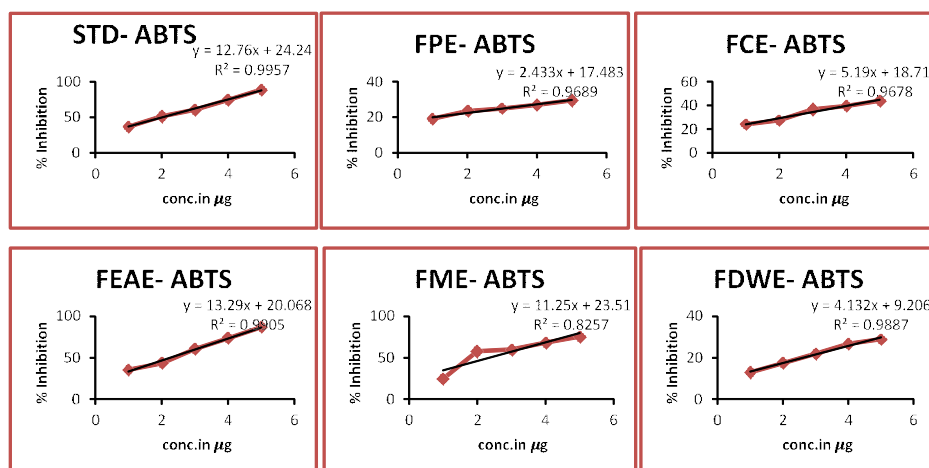 STD- ABTS
y = 12.76x + 24.24
R² = 0.9957
100
50
0
0 2 4 6
% Inhibition
conc.in μg
FPE- ABTS
y = 2.433x + 17.483
R² = 0.9689
40
20
0
0 2 4 6
% Inhibition
conc.in μg
FCE- ABTS
y = 5.19x + 18.71
R² = 0.9678
60
40
20
0
0 2 4 6
% Inhibition
conc.in μg
FEAE- ABTS
y = 13.29x + 20.068
R² = 0.9905
100
50
0
0 2 4 6
% Inhibition
conc.in μg
FME- ABTS
y = 11.25x + 23.51
R² = 0.8257
100
50
0
0 2 4 6
% Inhibition
conc.in μg
FDWE- ABTS
y = 4.132x + 9.206
R² = 0.9887
40
20
0
0 2 4 6
% Inhibition
conc.in μg